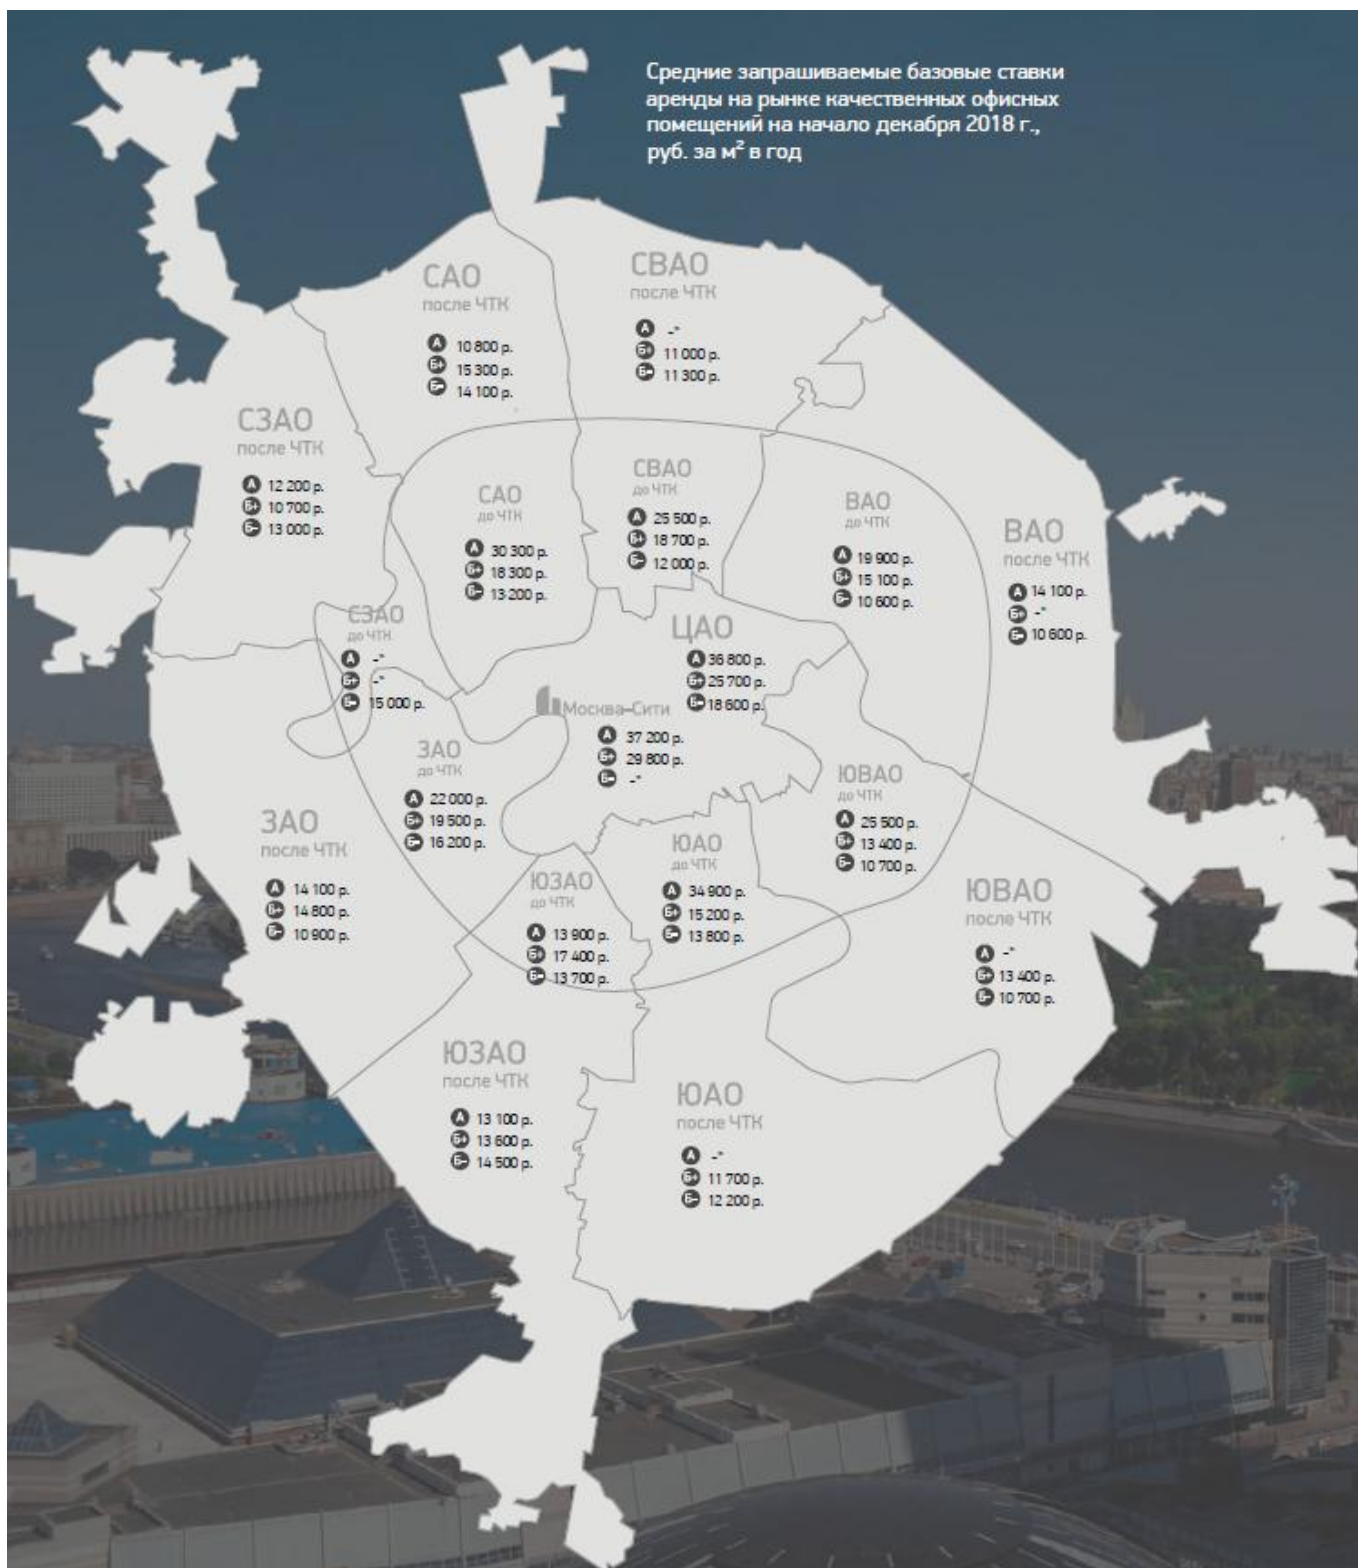 Средние запрашиваемые базовые ставки
аренды на рынке качественных офисных
помещений на начало декабря 2018 г.,
руб. за м² в год
САО
после ЧТК
А 10 800 р.
Б+ 15 300 р.
Б- 14 100 р.
СВАО
после ЧТК
А -*
Б+ 11 000 р.
Б- 11 300 р.
СЗАО
после ЧТК
А 12 200 р.
Б+ 10 700 р.
Б- 13 000 р.
САО
до ЧТК
А 30 300 р.
Б+ 18 300 р.
Б- 13 200 р.
СВАО
до ЧТК
А 25 500 р.
Б+ 18 700 р.
Б- 12 000 р.
ВАО
до ЧТК
А 19 900 р.
Б+ 15 100 р.
Б- 10 600 р.
ВАО
после ЧТК
А 14 100 р.
Б+ -*
Б- 10 600 р.
СЗАО
до ЧТК
А -*
Б+ -*
Б- 15 000 р.
ЦАО
А 36 800 р.
Б+ 25 700 р.
Б- 18 600 р.
Москва-Сити
А 37 200 р.
Б+ 29 800 р.
Б- -*
ЗАО
до ЧТК
А 22 000 р.
Б+ 19 500 р.
Б- 16 200 р.
ЮВАО
до ЧТК
А 25 500 р.
Б+ 13 400 р.
Б- 10 700 р.
ЗАО
после ЧТК
А 14 100 р.
Б+ 14 800 р.
Б- 10 900 р.
ЮЗАО
до ЧТК
А 13 900 р.
Б+ 17 400 р.
Б- 13 700 р.
ЮАО
до ЧТК
А 34 900 р.
Б+ 15 200 р.
Б- 13 800 р.
ЮВАО
после ЧТК
А -*
Б+ 13 400 р.
Б- 10 700 р.
ЮЗАО
после ЧТК
А 13 100 р.
Б+ 13 600 р.
Б- 14 500 р.
ЮАО
после ЧТК
А -*
Б+ 11 700 р.
Б- 12 200 р.